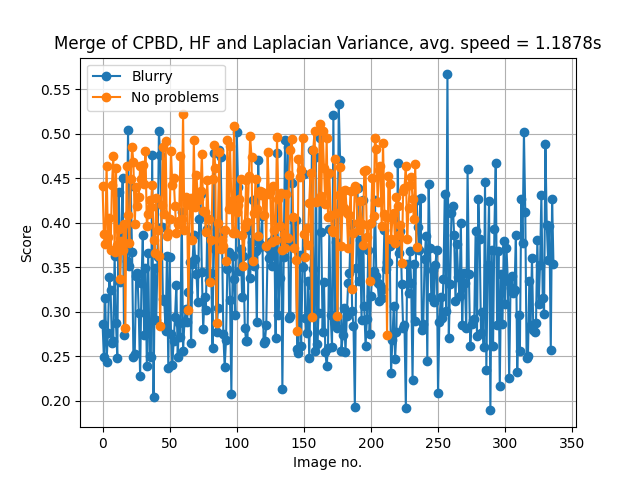 Merge of CPBD, HF and Laplacian Variance, avg. speed = 1.1878s
Blurry
No problems
0.55
0.50
0.45
0.40
0.35
0.30
0.25
0.20
Score
0 50 100 150 200 250 300 350
Image no.